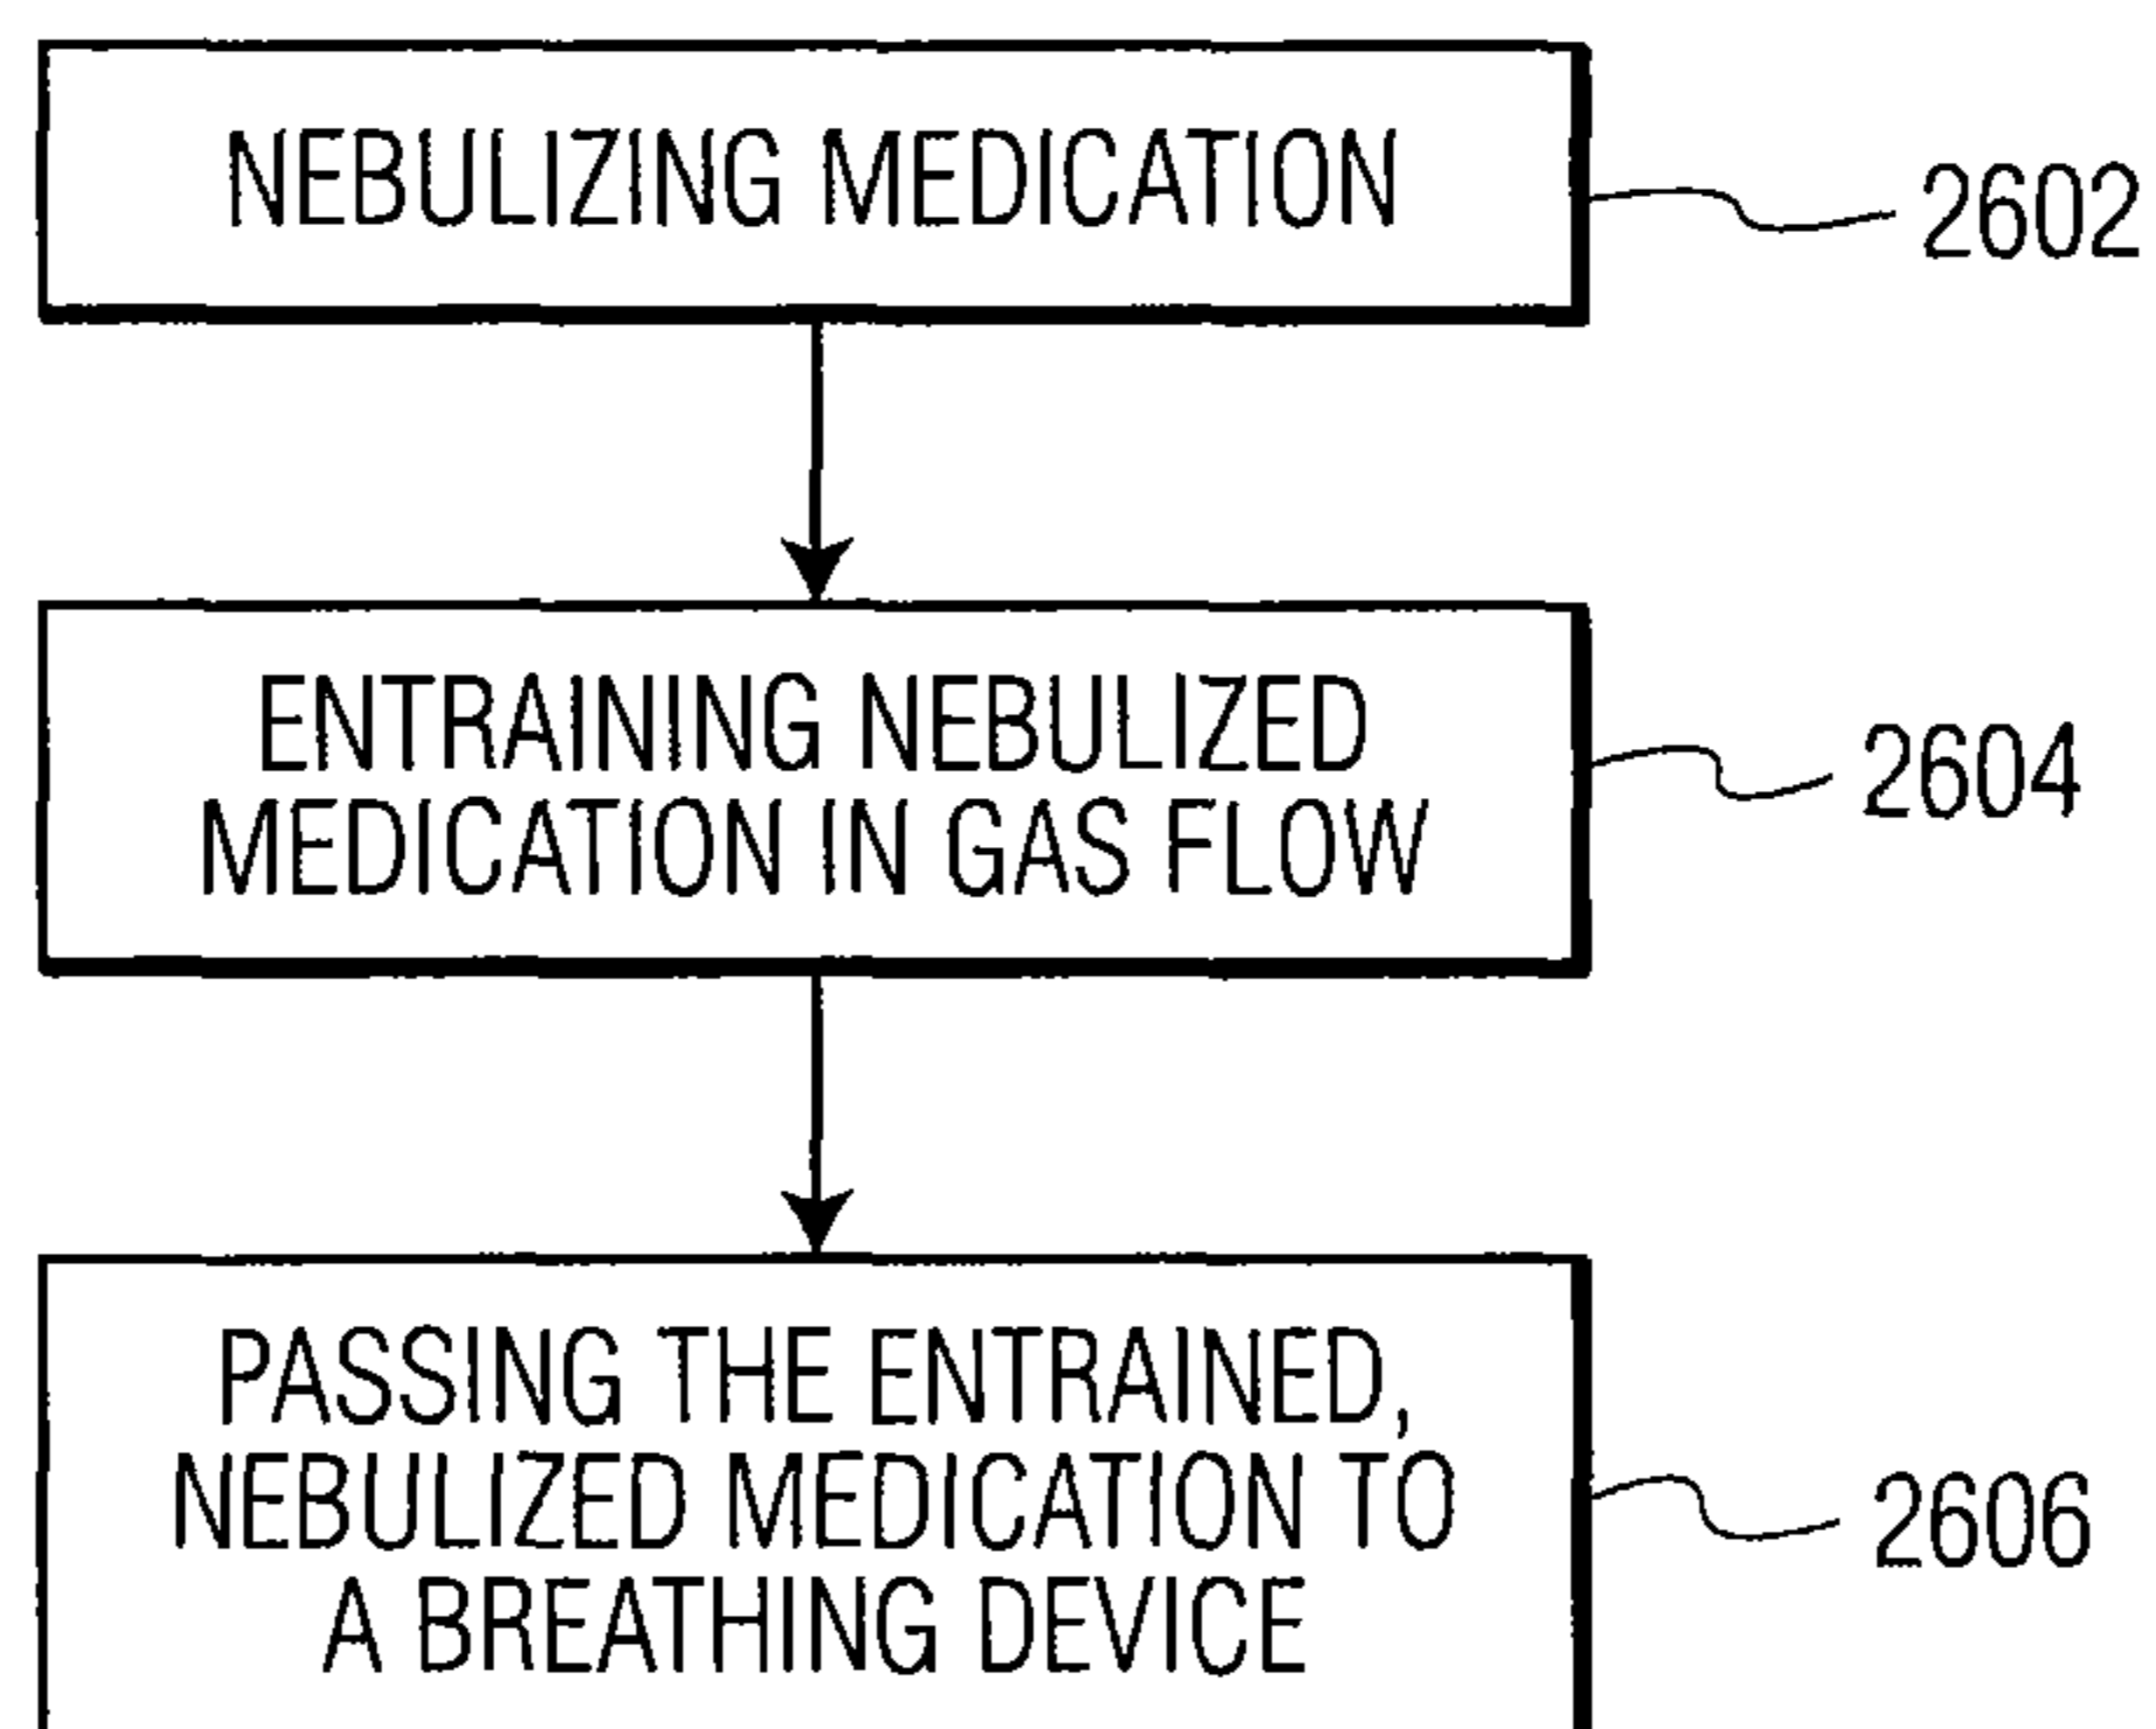 NEBULIZING MEDICATION
2602
ENTRAINING NEBULIZED
MEDICATION IN GAS FLOW
2604
PASSING THE ENTRAINED,
NEBULIZED MEDICATION TO
A BREATHING DEVICE
2606